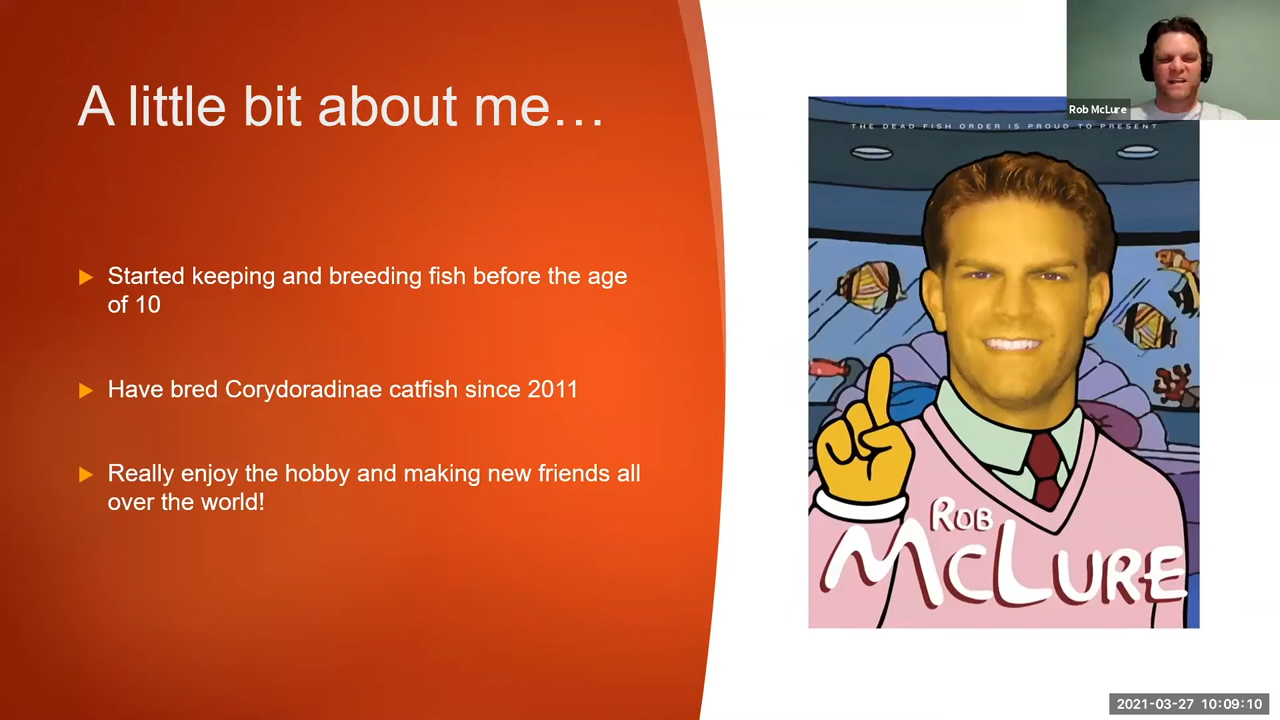 A little bit about me…
Started keeping and breeding fish before the age
of 10
Have bred Corydoradinae catfish since 2011
Really enjoy the hobby and making new friends all
over the world!
Rob McLure
THE DEAD FISH ORDER IS PROUD TO PRESENT
ROB
MCLURE
2021-03-27 10:09:10